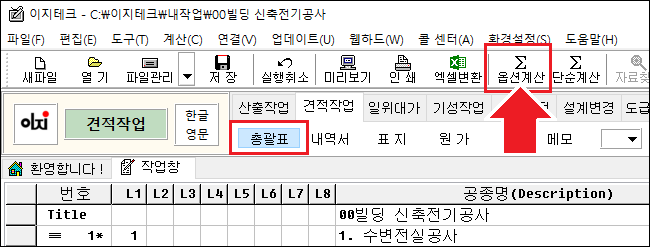 이지테크 - C:\이지테크\내작업\00빌딩 신축전기공사
파일(F) 편집(E) 도구(T) 계산(C) 연결(V) 업데이트(U) 웹하드(W) 콜 센터(A) 환경설정(S) 도움말(H)
새파일 열 기 파일관리 저 장 실행취소 미리보기 인 쇄 엑셀변환 옵션계산 단순계산 자료찾
산출작업 견적작업 일위대가 기성작업 설계변경 도급
견적작업 한글
영문
총괄표 내역서 표 지 원 가 메모
환영합니다! 작업창
번호 L1 L2 L3 L4 L5 L6 L7 L8 공종명(Description)
Title 00빌딩 신축전기공사
= 1* 1 1. 수변전실공사